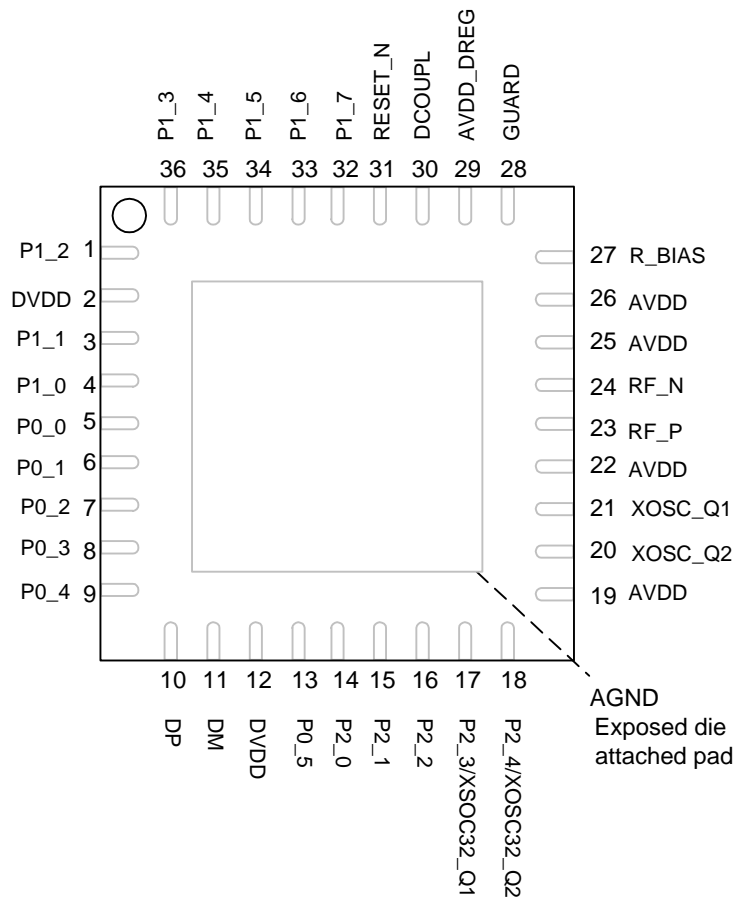 P1_3
P1_4
P1_5
P1_6
P1_7
RESET_N
DCOUPL
AVDD_DREG
GUARD
36 35 34 33 32 31 30 29 28
P1_2 1
DVDD 2
P1_1 3
P1_0 4
P0_0 5
P0_1 6
P0_2 7
P0_3 8
P0_4 9
27 R_BIAS
26 AVDD
25 AVDD
24 RF_N
23 RF_P
22 AVDD
21 XOSC_Q1
20 XOSC_Q2
19 AVDD
10 11 12 13 14 15 16 17 18
DP
DM
DVDD
P0_5
P2_0
P2_1
P2_2
P2_3/XSOC32_Q1
P2_4/XOSC32_Q2
AGND
Exposed die
attached pad